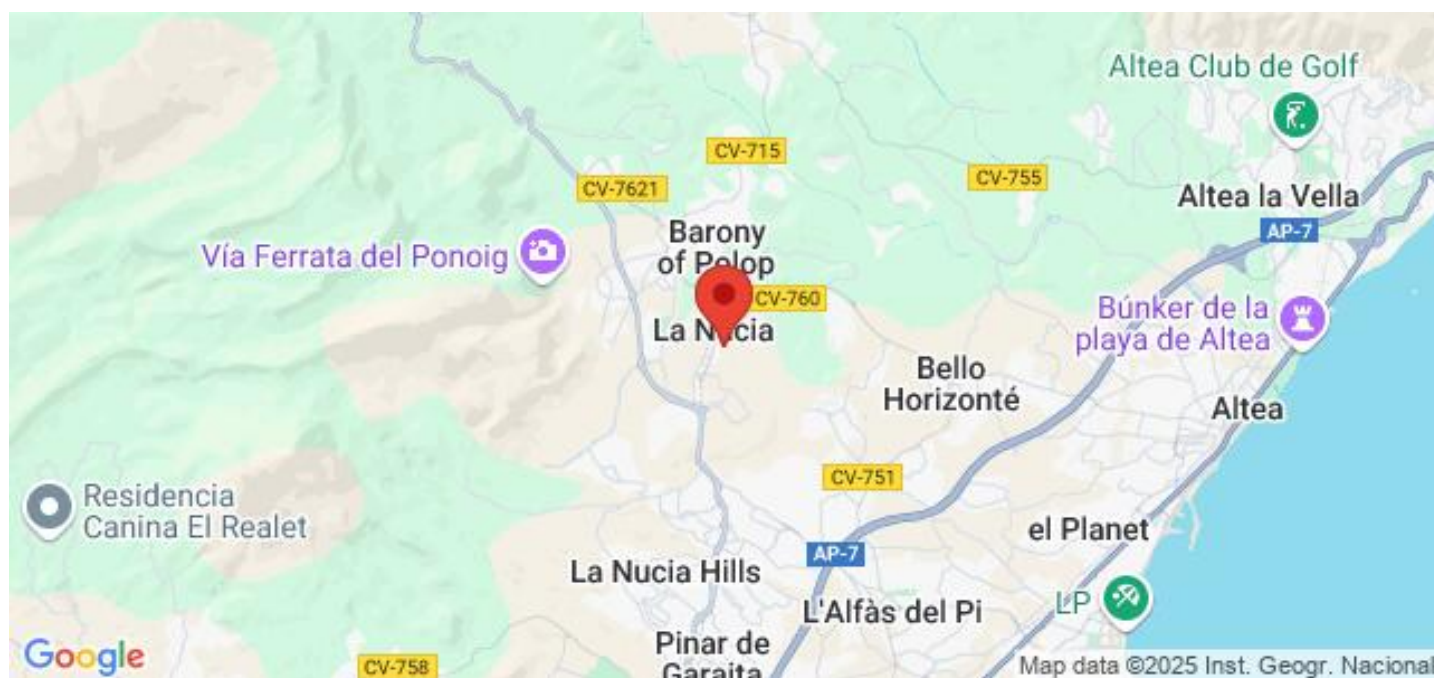 Altea Club de Golf
CV-715
CV-755
CV-7621
Altea la Vella
AP-7
Barony
of Polop
Vía Ferrata del Ponoig
CV-760
Búnker de la
playa de Altea
La Nucia
Bello
Horizonté
Altea
CV-751
Residencia
Canina El Realet
el Planet
AP-7
La Nucia Hills
LP
L'Alfàs del Pi
Pinar de
Garaita
Google
CV-758
Map data ©2025 Inst. Geogr. Nacional